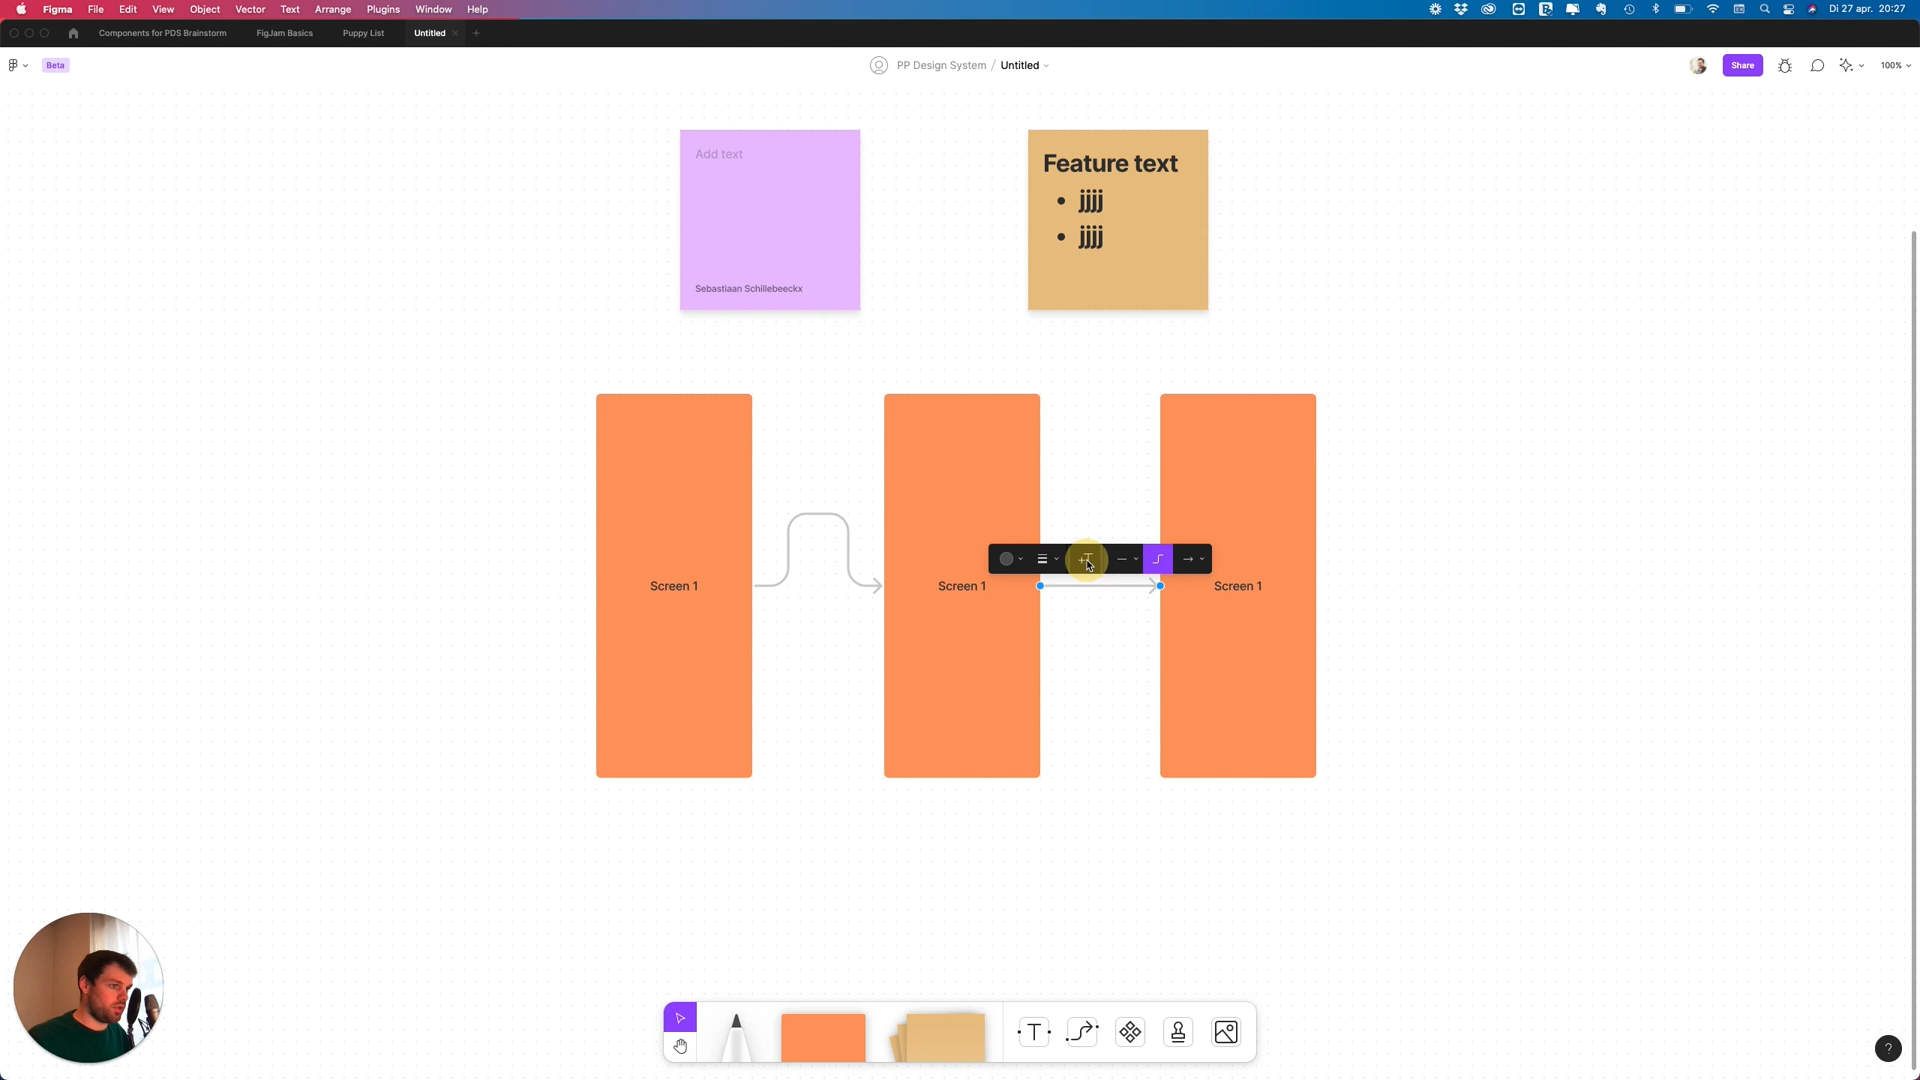 Figma File Edit View Object Vector Text Arrange Plugins Window Help Di 27 apr. 20:27
Components for PDS Brainstorm FigJam Basics Puppy List Untitled
Beta PP Design System / Untitled Share 100%
Add text
Sebastiaan Schillebeeckx
Feature text
• jjjj
• jjjj
Screen 1
Screen 1
Screen 1
+T
T
?